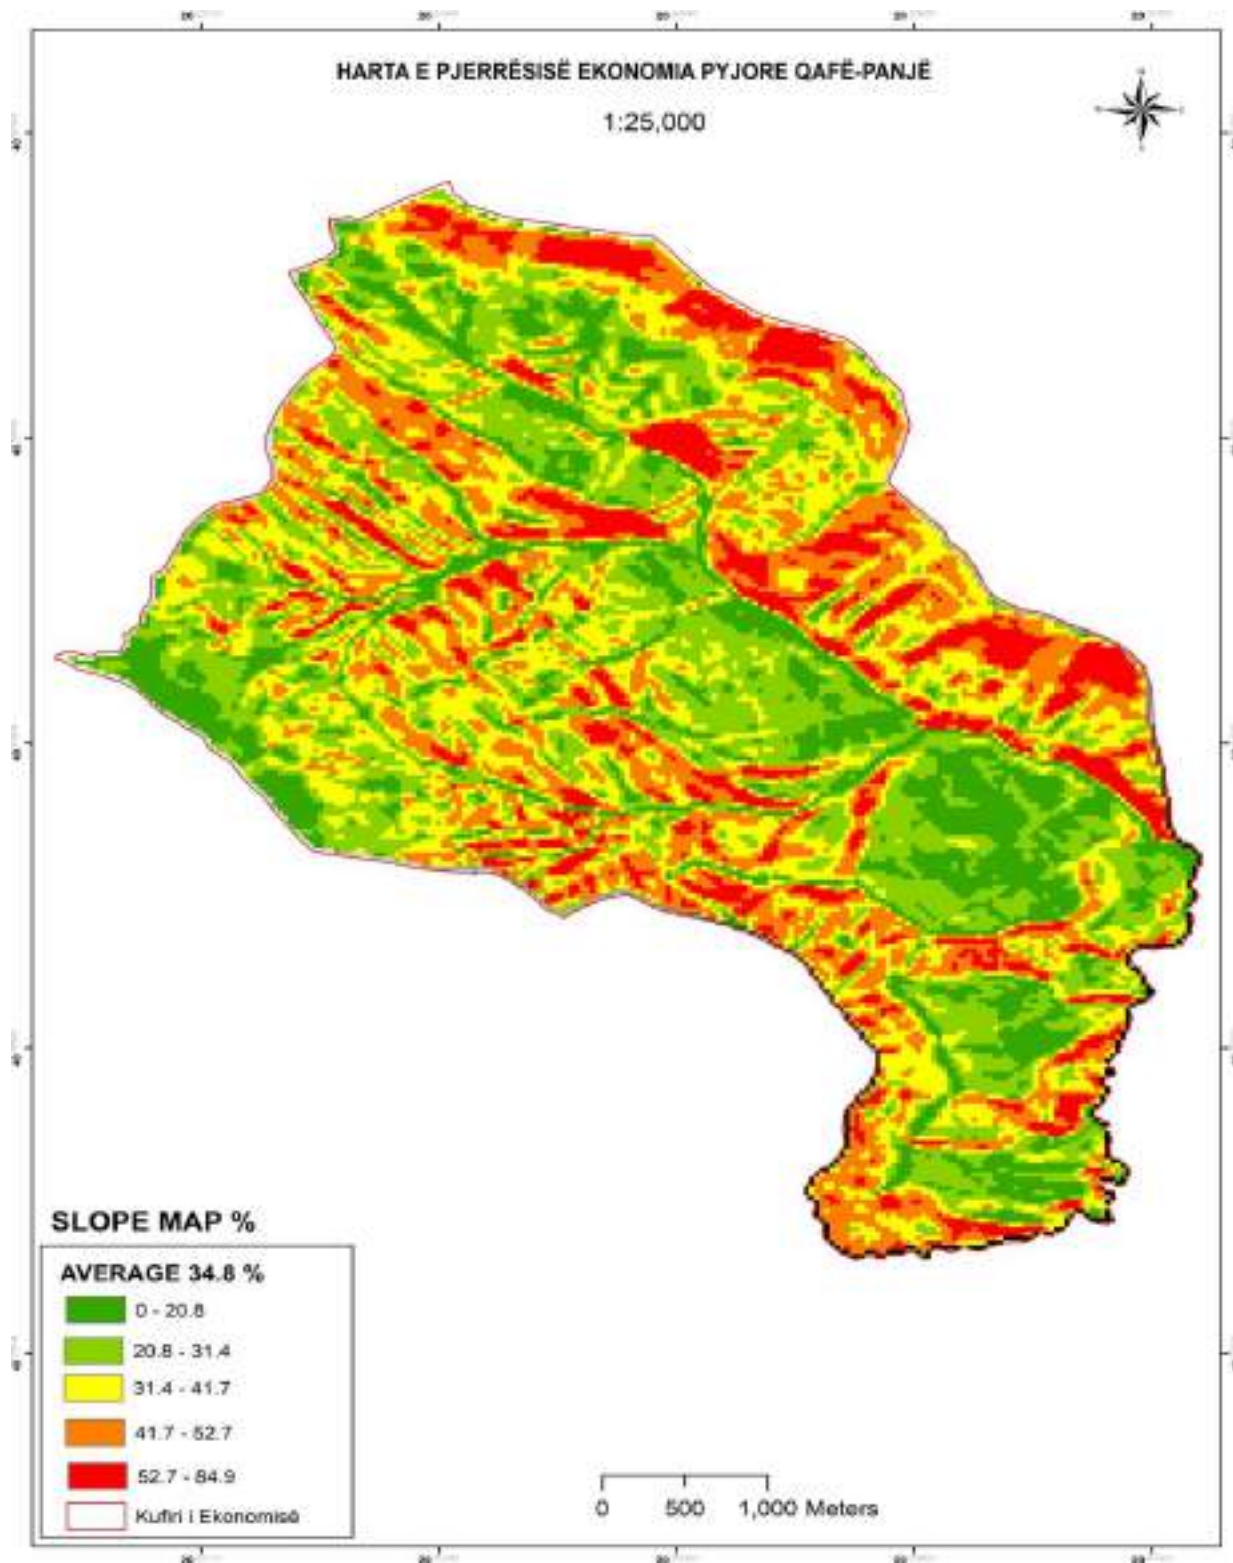 HARTA E PJERRËSISË EKONOMIA PYJORE QAFË-PANJË
1:25,000
SLOPE MAP %
AVERAGE 34.8 %
0 - 20.8
20.8 - 31.4
31.4 - 41.7
41.7 - 52.7
52.7 - 84.9
Kufiri i Ekonomisë
0 500 1,000 Meters